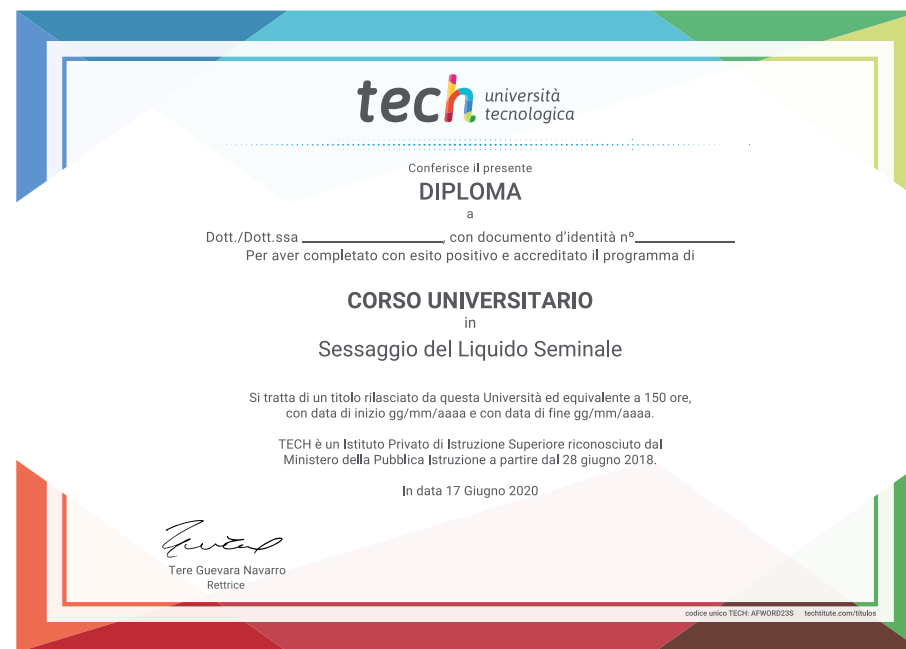 tech università
tecnologica
Conferisce il presente
DIPLOMA
a
Dott./Dott.ssa ________________, con documento d'identità nº____________
Per aver completato con esito positivo e accreditato il programma di
CORSO UNIVERSITARIO
in
Sessaggio del Liquido Seminale
Si tratta di un titolo rilasciato da questa Università ed equivalente a 150 ore,
con data di inizio gg/mm/aaaa e con data di fine gg/mm/aaaa.
TECH è un Istituto Privato di Istruzione Superiore riconosciuto dal
Ministero della Pubblica Istruzione a partire dal 28 giugno 2018.
In data 17 Giugno 2020
Tere Guevara Navarro
Rettrice
codice unico TECH: AFWORD23S techtitute.com/titulos